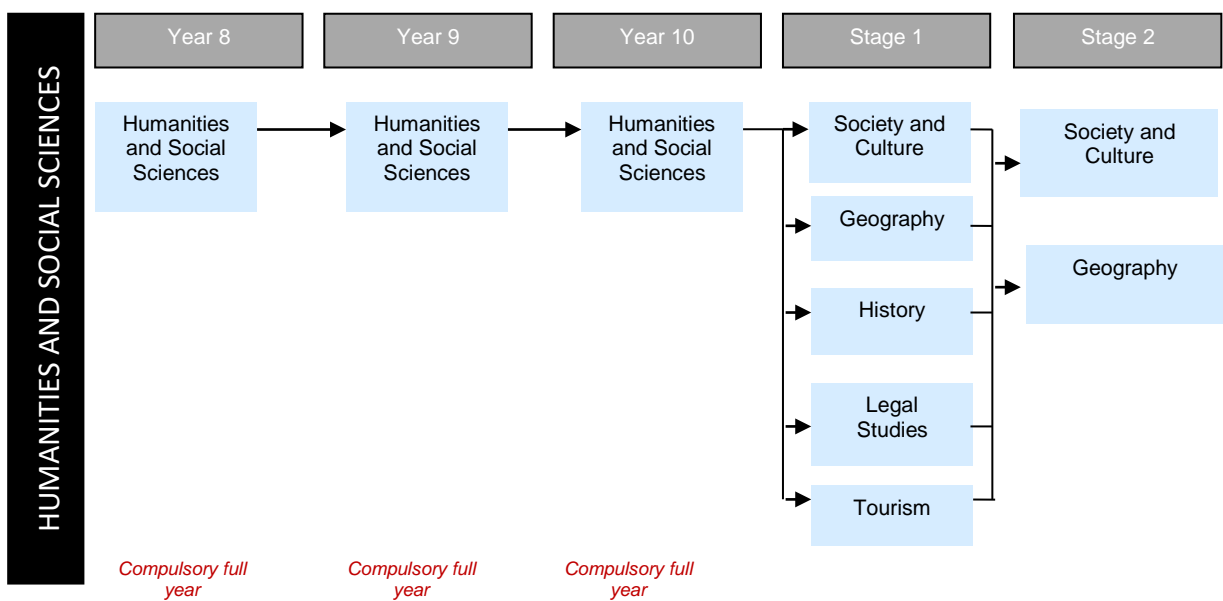 HUMANITIES AND SOCIAL SCIENCES
Year 8
Year 9
Year 10
Stage 1
Stage 2
Humanities
and Social
Sciences
Humanities
and Social
Sciences
Humanities
and Social
Sciences
Society and
Culture
Geography
History
Legal
Studies
Tourism
Society and
Culture
Geography
Compulsory full
year
Compulsory full
year
Compulsory full
year